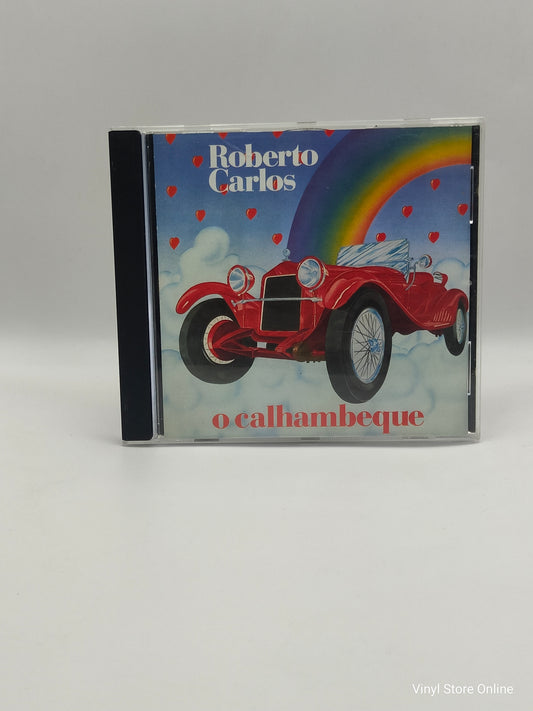 Roberto
Carlos
o calhambeque
Vinyl Store Online